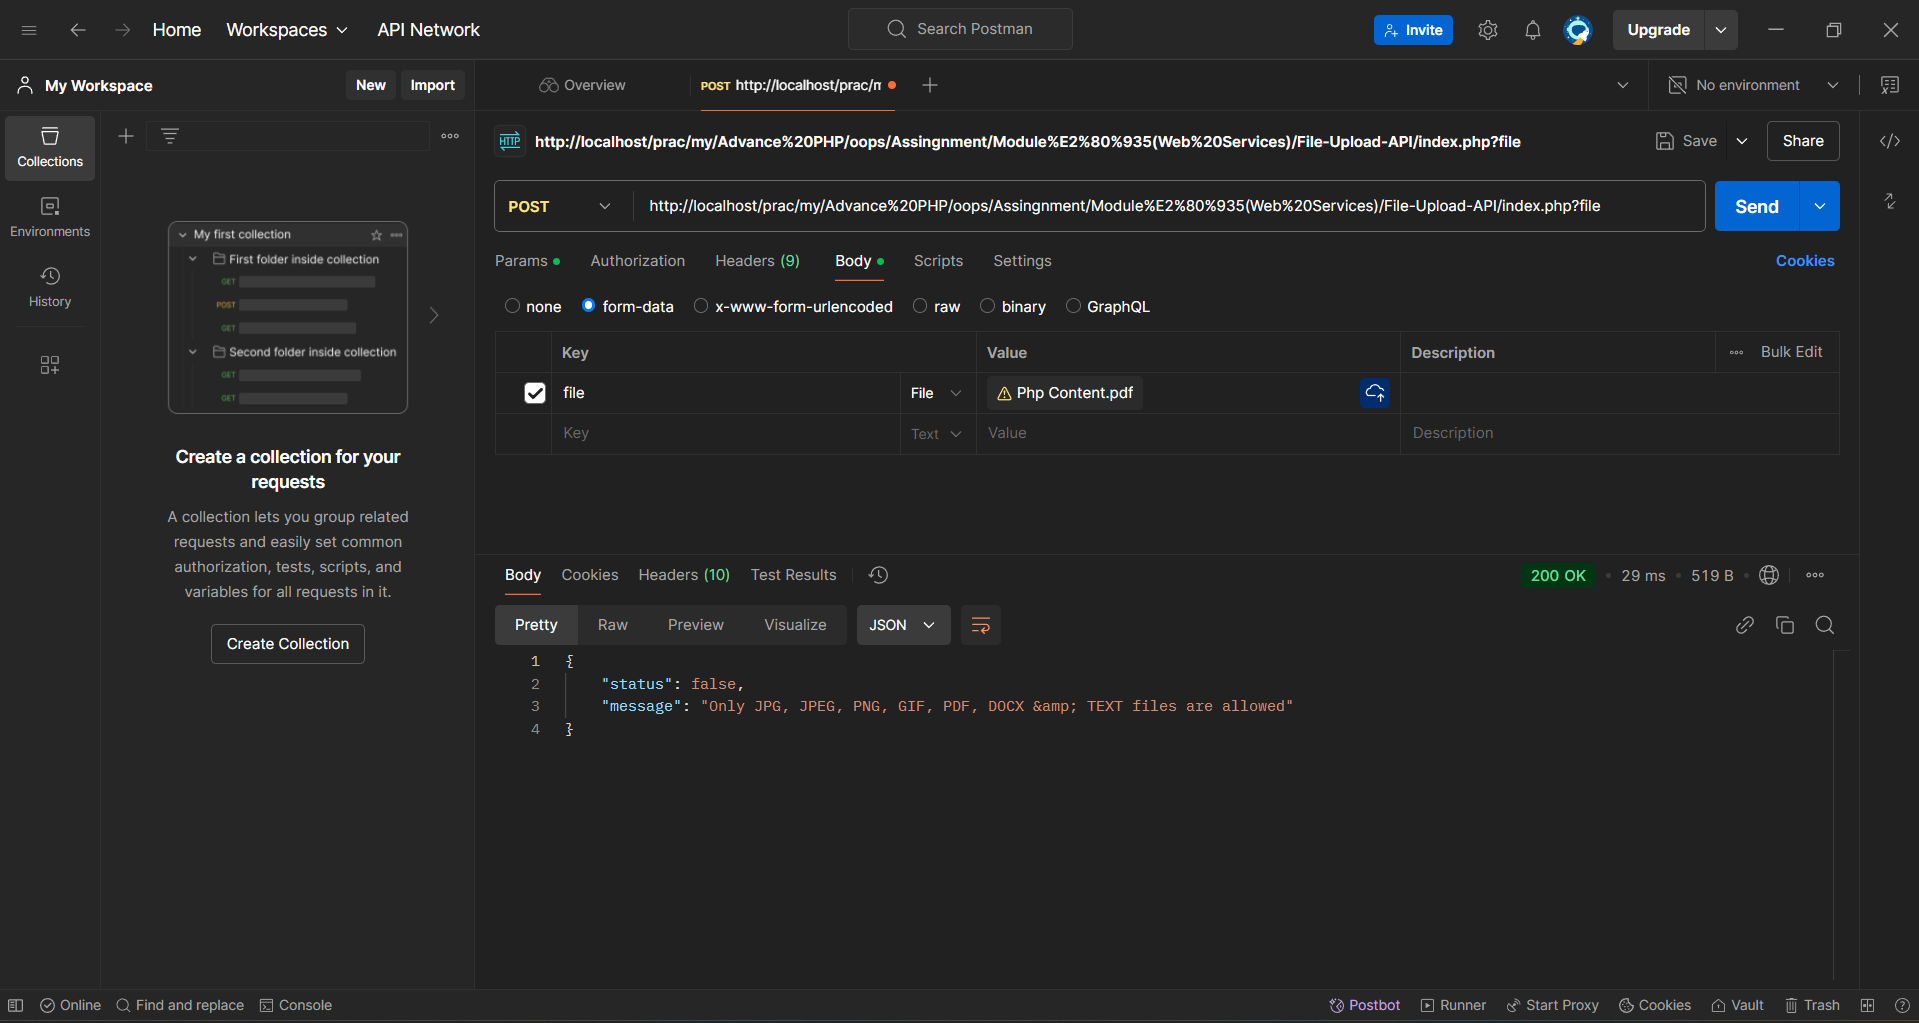 Home Workspaces API Network Search Postman Invite Upgrade
My Workspace New Import Overview POST http://localhost/prac/m No environment
Collections
Environments
History
My first collection
First folder inside collection
GET
POST
GET
Second folder inside collection
GET
GET
Create a collection for your
requests
A collection lets you group related
requests and easily set common
authorization, tests, scripts, and
variables for all requests in it.
Create Collection
HTTP http://localhost/prac/my/Advance%20PHP/oops/Assingnment/Module%E2%80%935(Web%20Services)/File-Upload-API/index.php?file Save Share
POST http://localhost/prac/my/Advance%20PHP/oops/Assingnment/Module%E2%80%935(Web%20Services)/File-Upload-API/index.php?file Send
Params Authorization Headers (9) Body Scripts Settings Cookies
none form-data x-www-form-urlencoded raw binary GraphQL
Key Value Description Bulk Edit
file File Php Content.pdf
Key Text Value Description
Body Cookies Headers (10) Test Results 200 OK 29 ms 519 B
Pretty Raw Preview Visualize JSON
1 {
2 "status": false,
3 "message": "Only JPG, JPEG, PNG, GIF, PDF, DOCX &amp; TEXT files are allowed"
4 }
Online Find and replace Console Postbot Runner Start Proxy Cookies Vault Trash